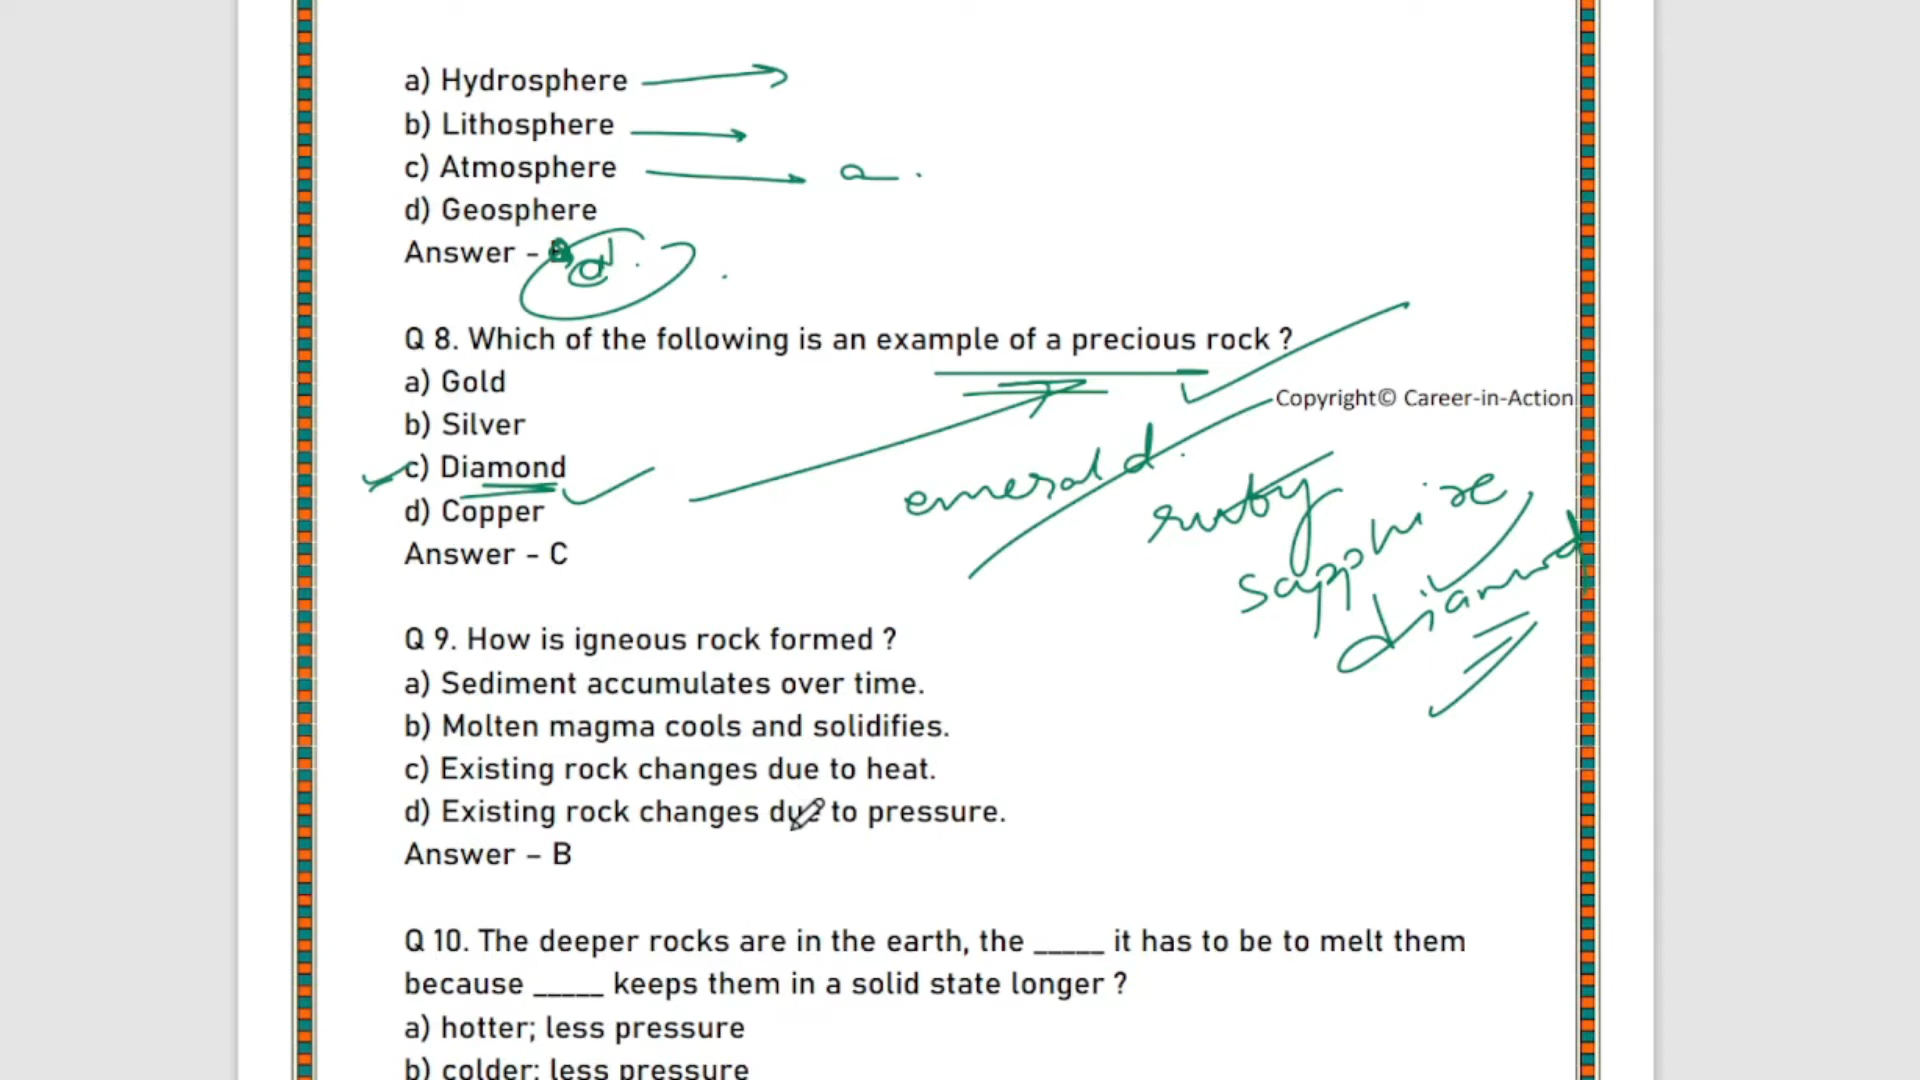 a) Hydrosphere
b) Lithosphere
c) Atmosphere a.
d) Geosphere
Answer - d
Q 8. Which of the following is an example of a precious rock ?
a) Gold
Copyright© Career-in-Action
b) Silver
c) Diamond
emerald.
ruby
sapphire
diamond
d) Copper
Answer - C
Q 9. How is igneous rock formed ?
a) Sediment accumulates over time.
b) Molten magma cools and solidifies.
c) Existing rock changes due to heat.
d) Existing rock changes due to pressure.
Answer – B
Q 10. The deeper rocks are in the earth, the _____ it has to be to melt them
because _____ keeps them in a solid state longer ?
a) hotter; less pressure
b) colder; less pressure